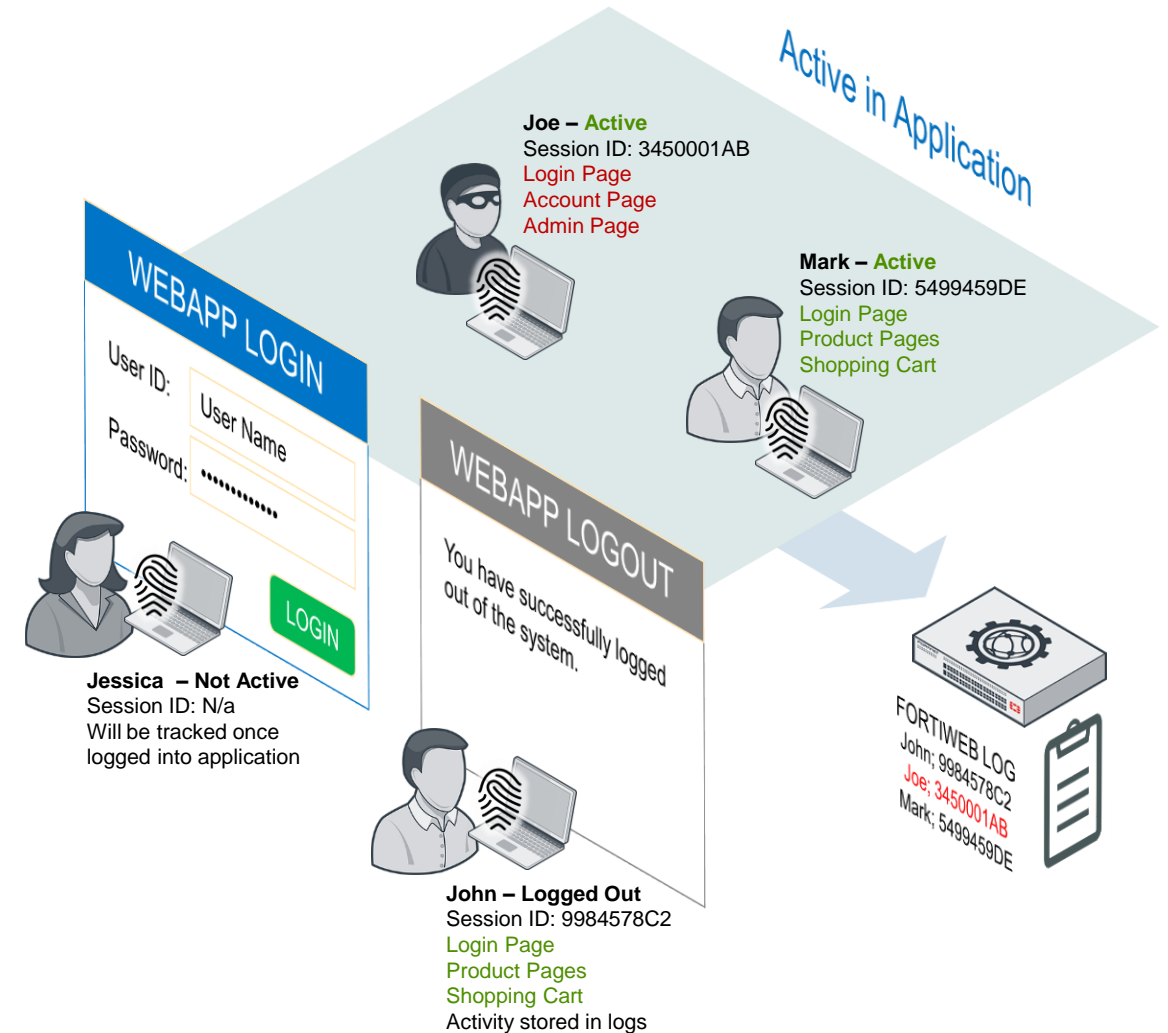 Active in Application
Joe – Active
Session ID: 3450001AB
Login Page
Account Page
Admin Page
Mark – Active
Session ID: 5499459DE
Login Page
Product Pages
Shopping Cart
WEBAPP LOGIN
User ID:
User Name
Password:
•••••••••••••
LOGIN
Jessica – Not Active
Session ID: N/a
Will be tracked once
logged into application
WEBAPP LOGOUT
You have successfully logged
out of the system.
John – Logged Out
Session ID: 9984578C2
Login Page
Product Pages
Shopping Cart
Activity stored in logs
FORTIWEB LOG
John; 9984578C2
Joe; 3450001AB
Mark; 5499459DE